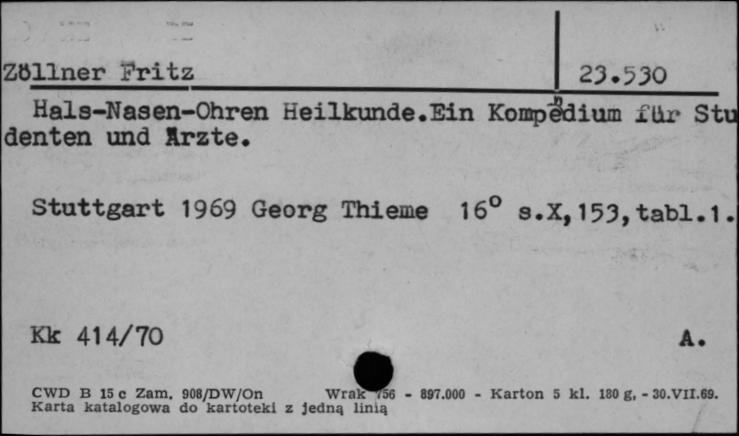 Zöllner Fritz 23.530
Hals-Nasen-Ohren Heilkunde.Ein Kompendium für Stu
denten und Arzte.
Stuttgart 1969 Georg Thieme 16° s.X,153,tabl.1.
Kk 414/70 A.
CWD B 15 c Zam. 908/DW/On Wrak 756 - 897.000 - Karton 5 kl. 180 g, - 30.VII.69.
Karta katalogowa do kartoteki z jedną linią